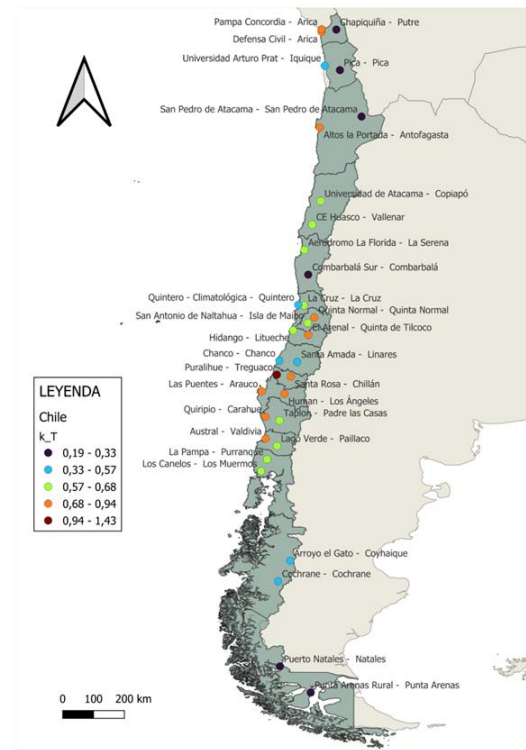 Pampa Concordia - Arica
Chapiquiña - Putre
Defensa Civil - Arica
Universidad Arturo Prat - Iquique
Pica - Pica
San Pedro de Atacama - San Pedro de Atacama
Altos la Portada - Antofagasta
Universidad de Atacama - Copiapó
CE Huasco - Vallenar
Aeródromo La Florida - La Serena
Combarbalá Sur - Combarbalá
Quintero - Climatológica - Quintero
La Cruz - La Cruz
San Antonio de Naltahua - Isla de Maipo
Quinta Normal - Quinta Normal
El Arenal - Quinta de Tilcoco
Hidango - Litueche
Chanco - Chanco
Santa Amada - Linares
Puralihue - Treguaco
Las Puentes - Arauco
Santa Rosa - Chillán
Human - Los Ángeles
Quiripio - Carahue
Taplon - Padre las Casas
Austral - Valdivia
Lago Verde - Paillaco
La Pampa - Purranque
Los Canelos - Los Muermos
LEYENDA
Chile
k_T
0,19 - 0,33
0,33 - 0,57
0,57 - 0,68
0,68 - 0,94
0,94 - 1,43
Arroyo el Gato - Coyhaique
Cochrane - Cochrane
Puerto Natales - Natales
Punta Arenas Rural - Punta Arenas
0 100 200 km